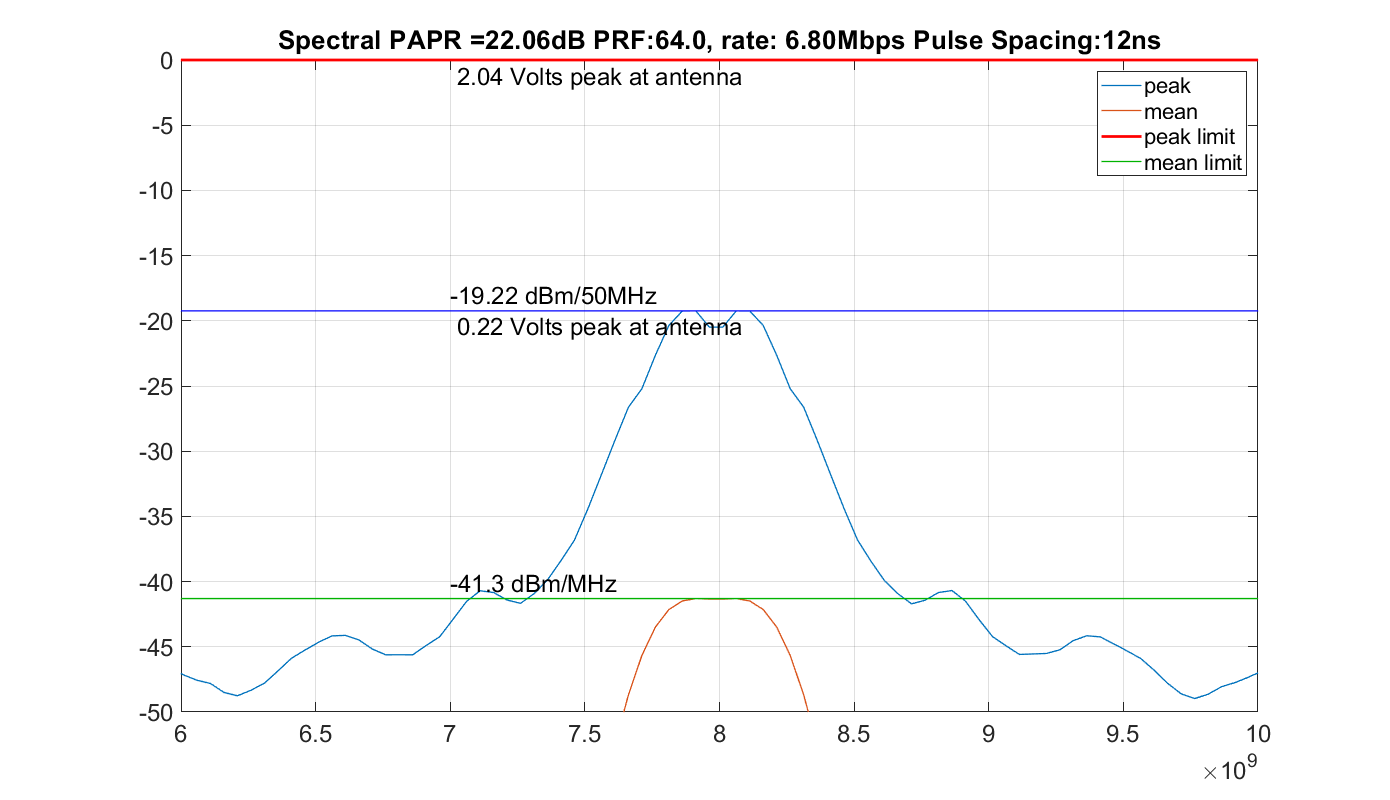 Spectral PAPR =22.06dB PRF:64.0, rate: 6.80Mbps Pulse Spacing:12ns
0
2.04 Volts peak at antenna
peak
mean
peak limit
mean limit
-5
-10
-15
-19.22 dBm/50MHz
-20
0.22 Volts peak at antenna
-25
-30
-35
-40
-41.3 dBm/MHz
-45
-50
6 6.5 7 7.5 8 8.5 9 9.5 10
×10⁹